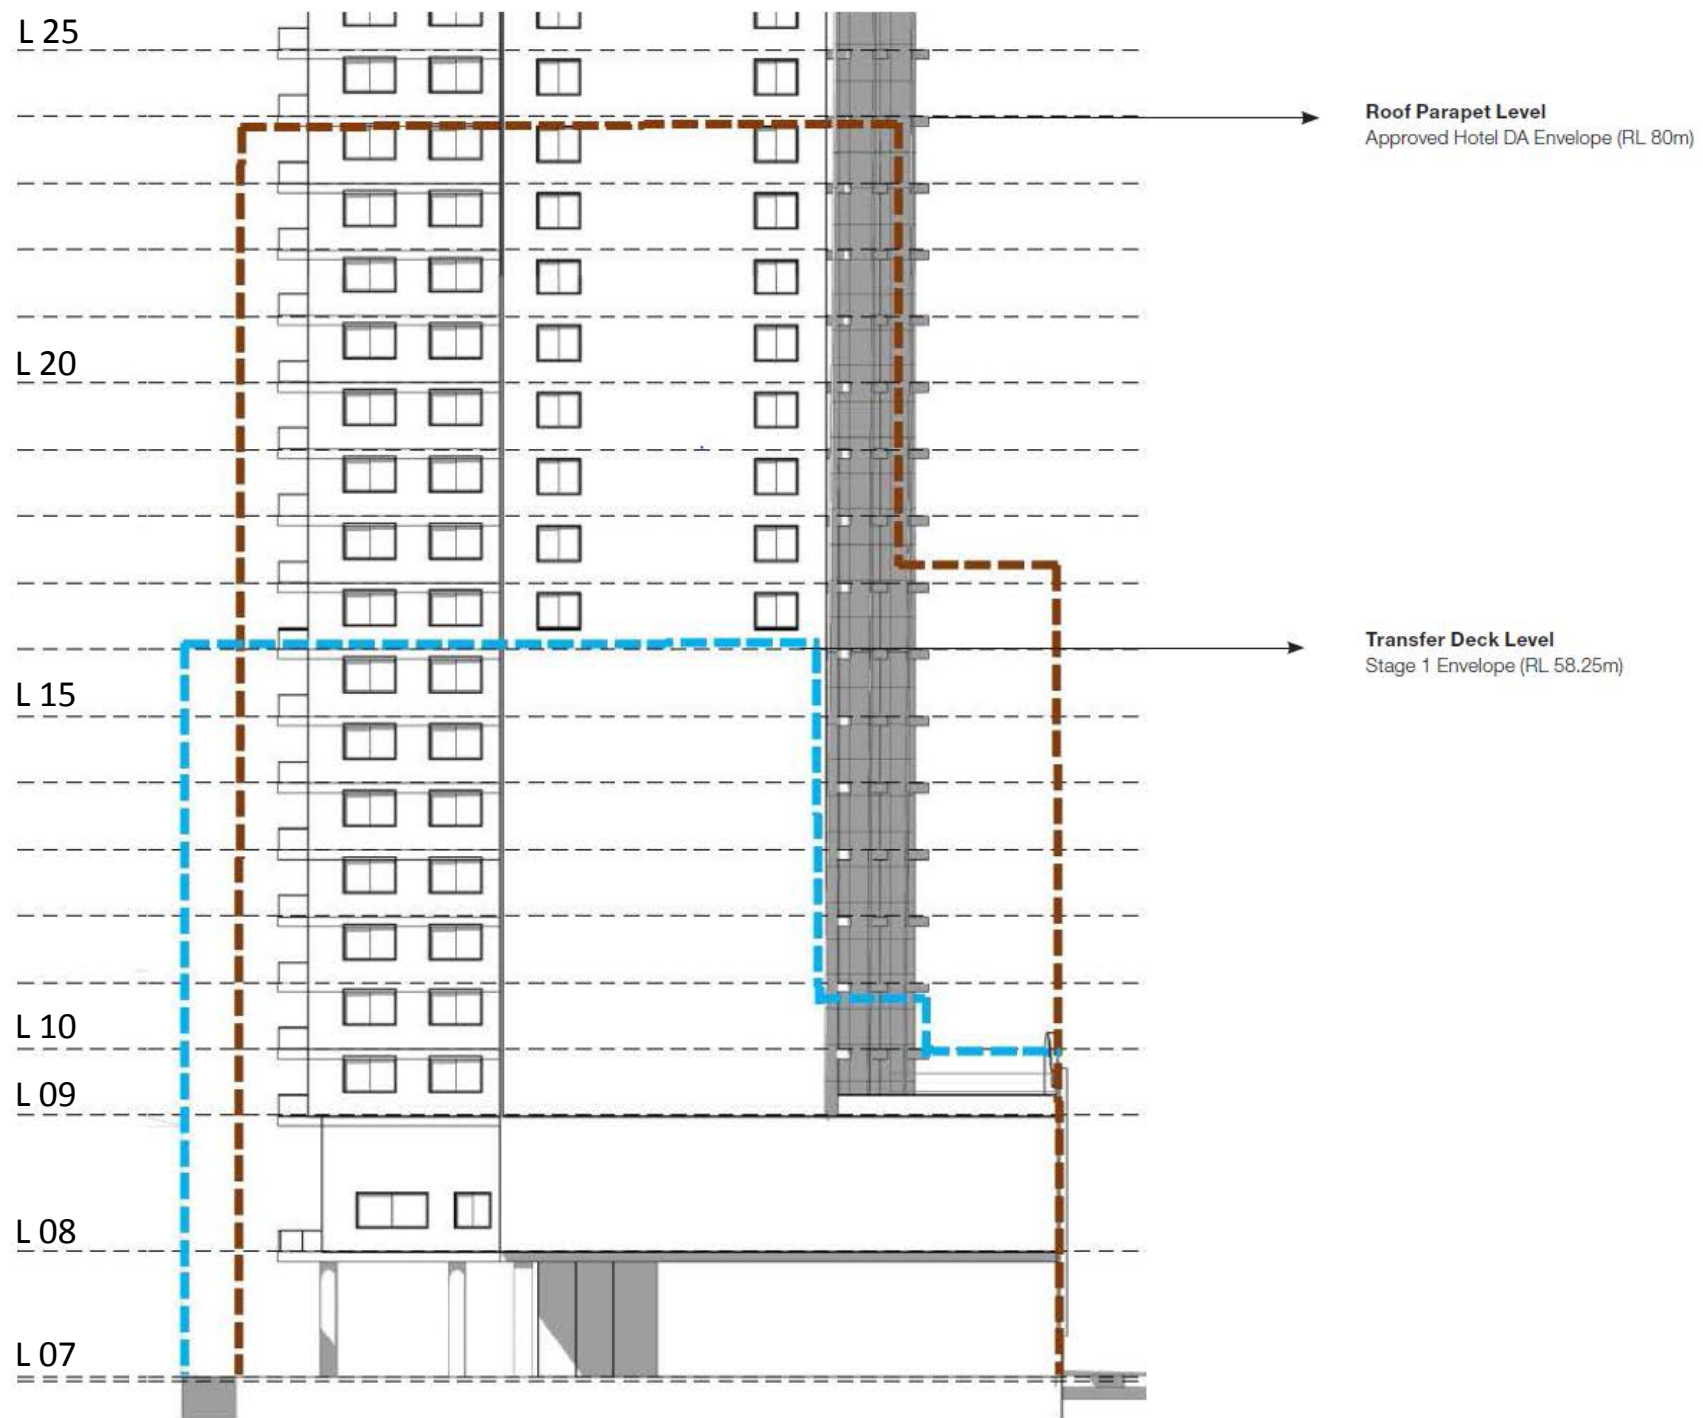 L 25
Roof Parapet Level
Approved Hotel DA Envelope (RL 80m)
L 20
Transfer Deck Level
Stage 1 Envelope (RL 58.25m)
L 15
L 10
L 09
L 08
L 07